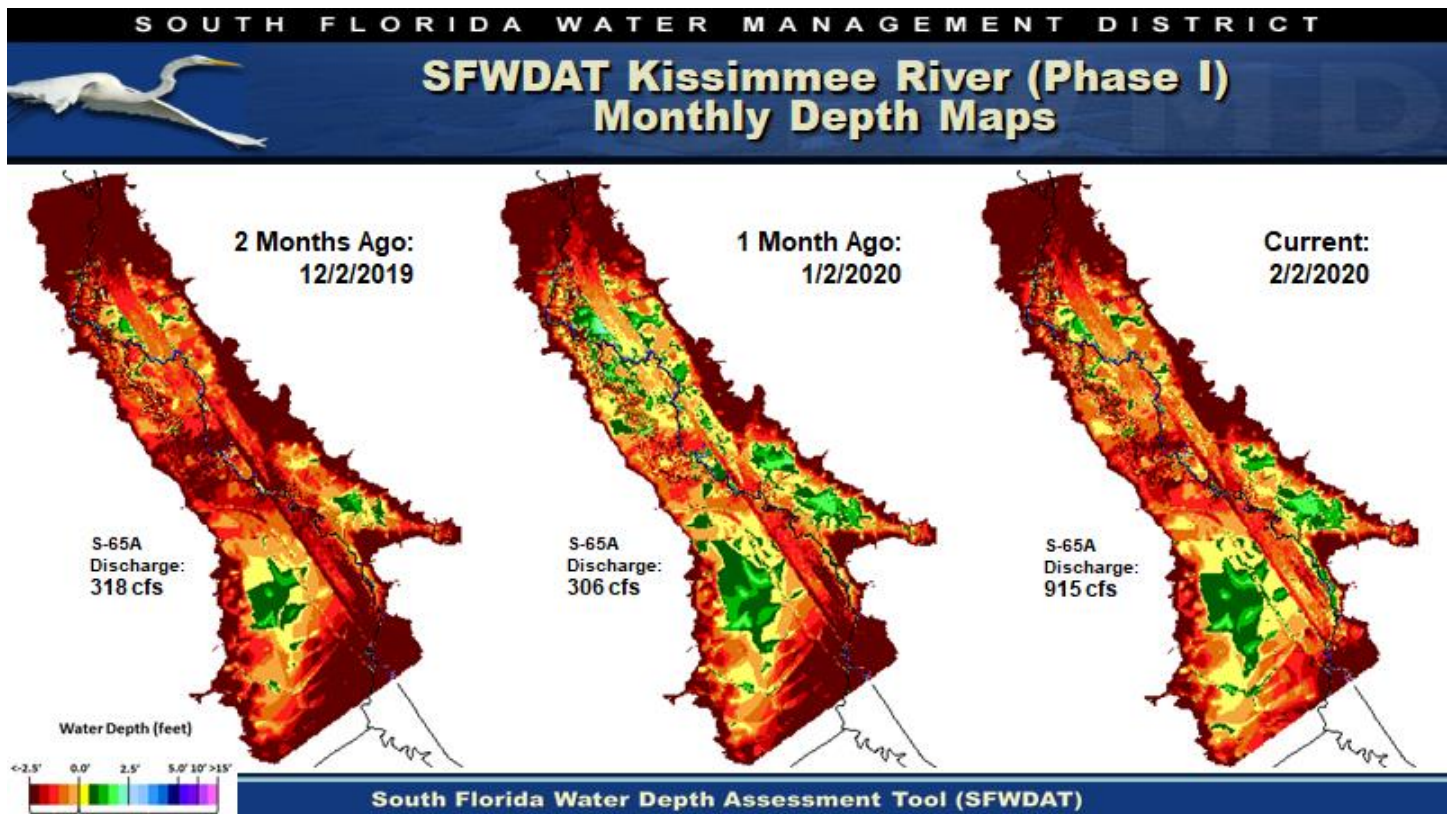 SOUTH FLORIDA WATER MANAGEMENT DISTRICT
SFWDAT Kissimmee River (Phase I)
Monthly Depth Maps
2 Months Ago:
12/2/2019
S-65A
Discharge:
318 cfs
1 Month Ago:
1/2/2020
S-65A
Discharge:
306 cfs
Current:
2/2/2020
S-65A
Discharge:
915 cfs
Water Depth (feet)
<-2.5' 0.0' 2.5' 5.0' 10' >15'
South Florida Water Depth Assessment Tool (SFWDAT)